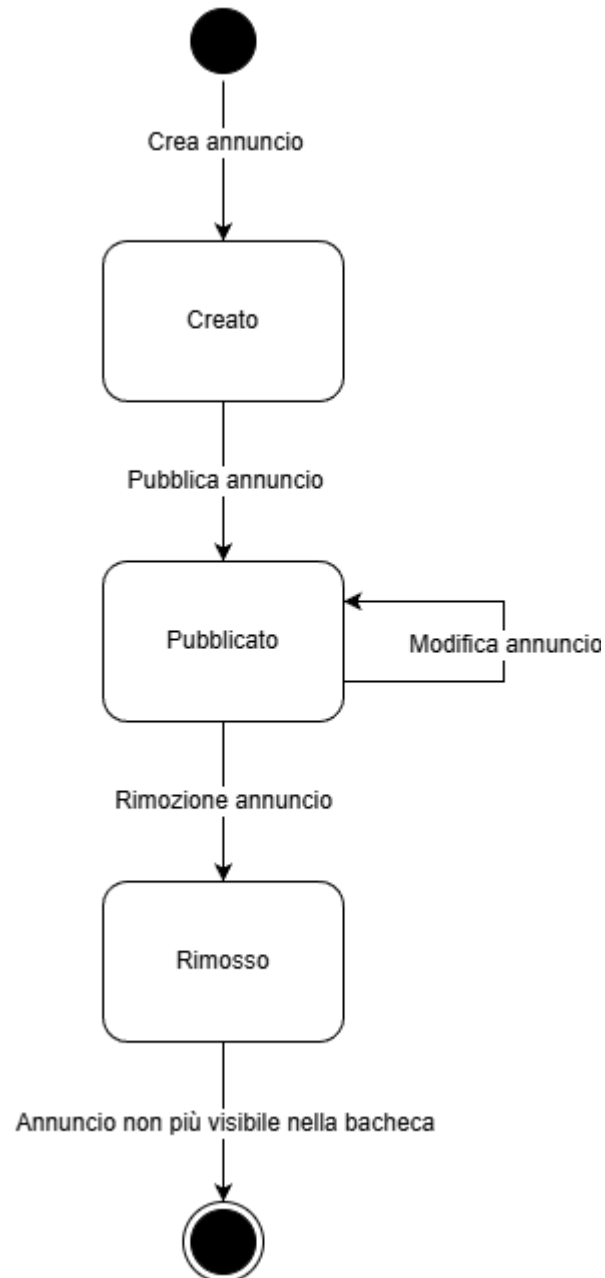 Crea annuncio
Creato
Pubblica annuncio
Pubblicato
Modifica annuncio
Rimozione annuncio
Rimosso
Annuncio non più visibile nella bacheca